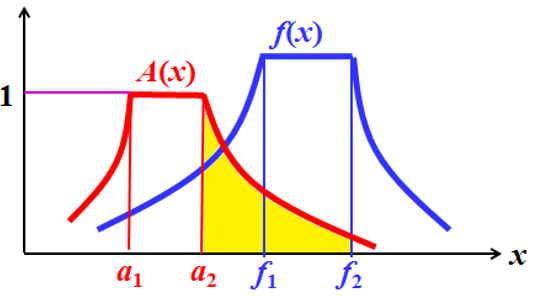 f(x)
A(x)
1
a1 a2 f1 f2 x